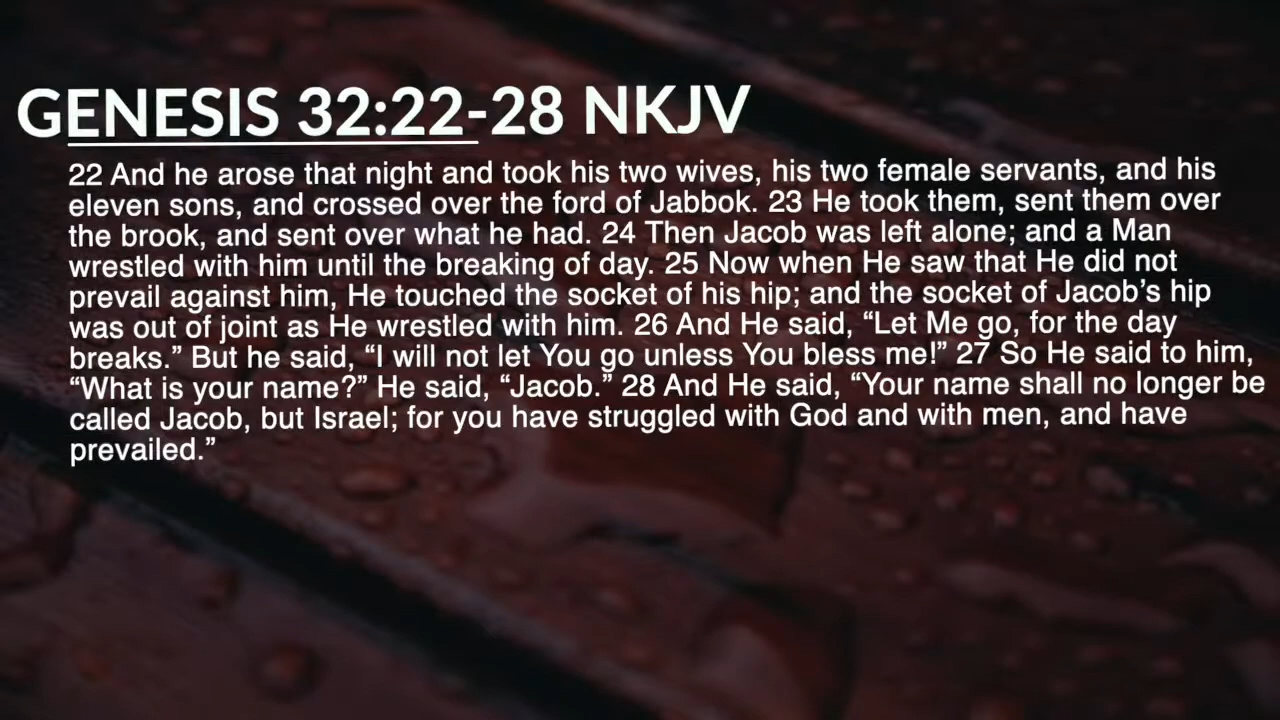 GENESIS 32:22-28 NKJV
22 And he arose that night and took his two wives, his two female servants, and his
eleven sons, and crossed over the ford of Jabbok. 23 He took them, sent them over
the brook, and sent over what he had. 24 Then Jacob was left alone; and a Man
wrestled with him until the breaking of day. 25 Now when He saw that He did not
prevail against him, He touched the socket of his hip; and the socket of Jacob’s hip
was out of joint as He wrestled with him. 26 And He said, “Let Me go, for the day
breaks.” But he said, “I will not let You go unless You bless me!” 27 So He said to him,
“What is your name?” He said, “Jacob.” 28 And He said, “Your name shall no longer be
called Jacob, but Israel; for you have struggled with God and with men, and have
prevailed.”